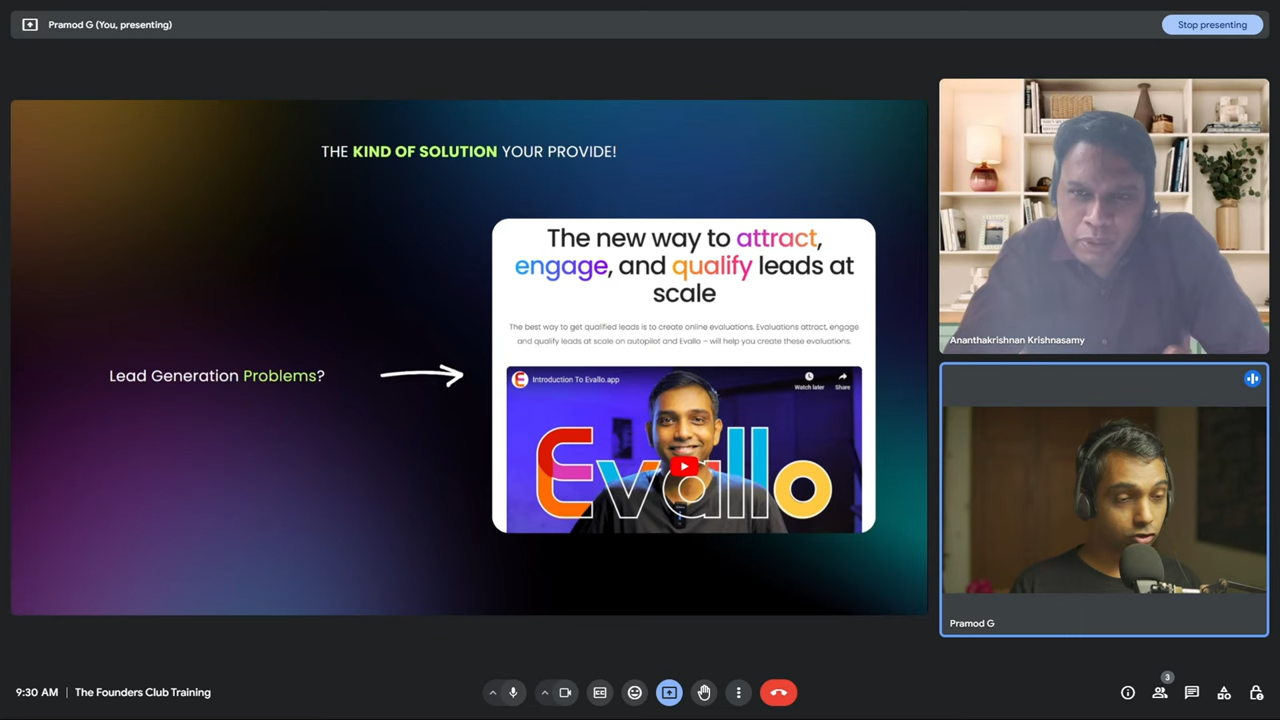 Pramod G (You, presenting)
Stop presenting
THE KIND OF SOLUTION YOUR PROVIDE!
The new way to attract,
engage, and qualify leads at
scale
The best way to get qualified leads is to create online evaluations. Evaluations attract, engage
and qualify leads at scale on autopilot and Evallo – will help you create these evaluations.
Lead Generation Problems?
E
Introduction To Evallo.app
Watch later
Share
Evallo
Ananthakrishnan Krishnasamy
Pramod G
9:30 AM | The Founders Club Training
3